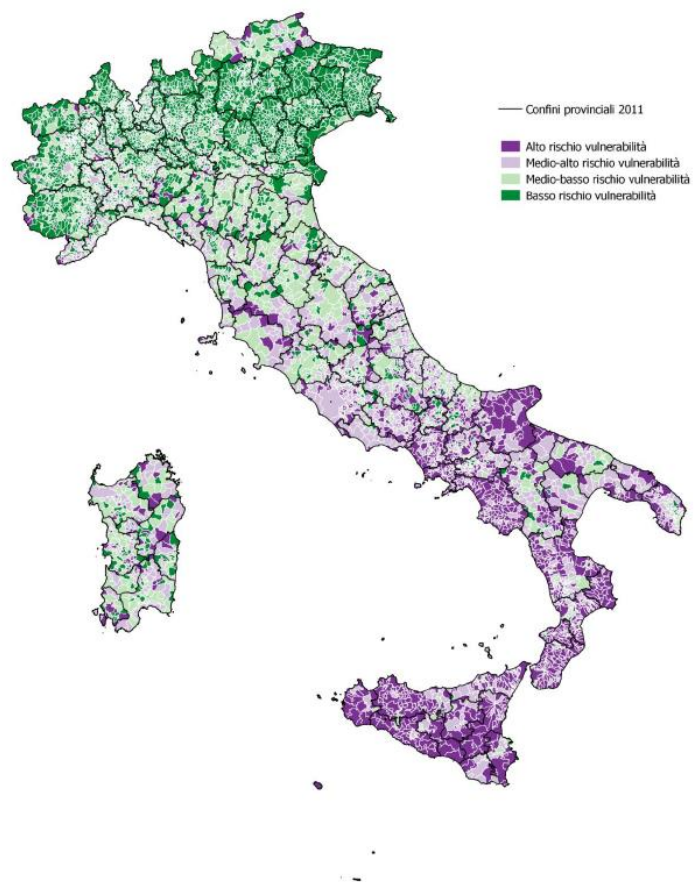 Confini provinciali 2011
Alto rischio vulnerabilità
Medio-alto rischio vulnerabilità
Medio-basso rischio vulnerabilità
Basso rischio vulnerabilità